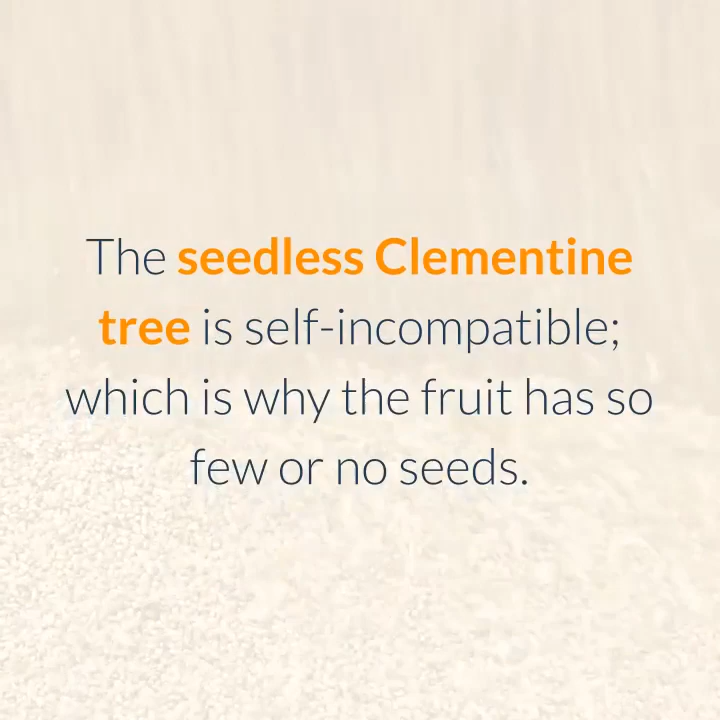 The seedless Clementine
tree is self-incompatible;
which is why the fruit has so
few or no seeds.